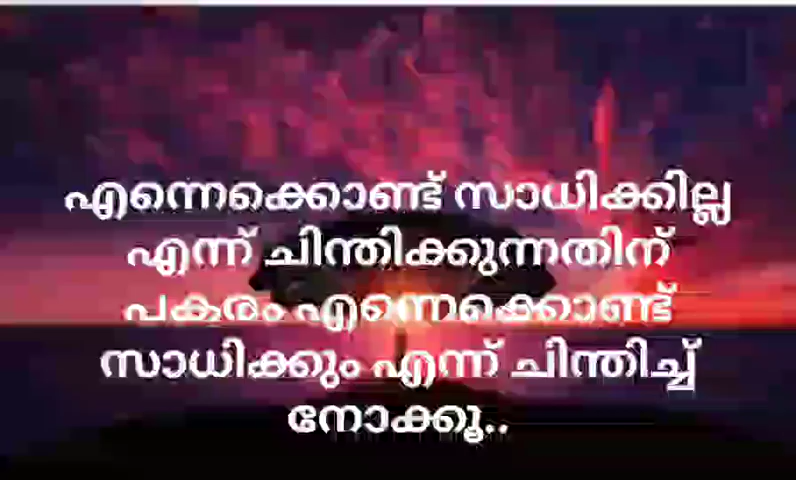 എന്നെക്കൊണ്ട് സാധിക്കില്ല
എന്ന് ചിന്തിക്കുന്നതിന്
പകരം എന്നെക്കൊണ്ട്
സാധിക്കും എന്ന് ചിന്തിച്ച്
നോക്കൂ..